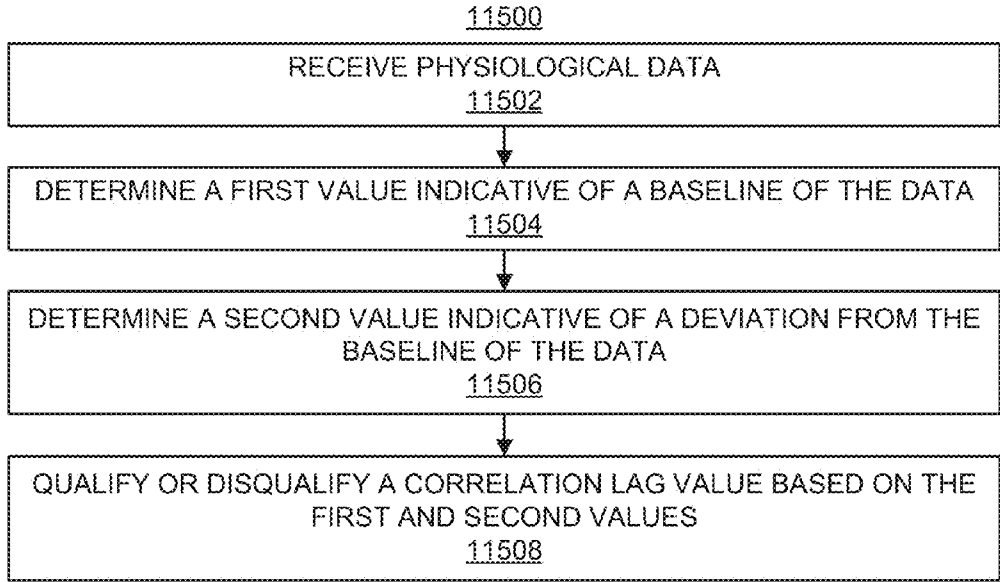 11500
RECEIVE PHYSIOLOGICAL DATA
11502
DETERMINE A FIRST VALUE INDICATIVE OF A BASELINE OF THE DATA
11504
DETERMINE A SECOND VALUE INDICATIVE OF A DEVIATION FROM THE
BASELINE OF THE DATA
11506
QUALIFY OR DISQUALIFY A CORRELATION LAG VALUE BASED ON THE
FIRST AND SECOND VALUES
11508